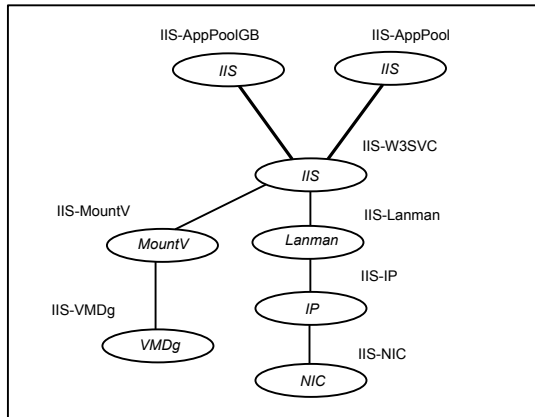 IIS-AppPoolGB
IIS-AppPool
IIS
IIS
IIS-W3SVC
IIS
IIS-MountV
IIS-Lanman
MountV
Lanman
IIS-IP
IIS-VMDg
IP
VMDg
IIS-NIC
NIC